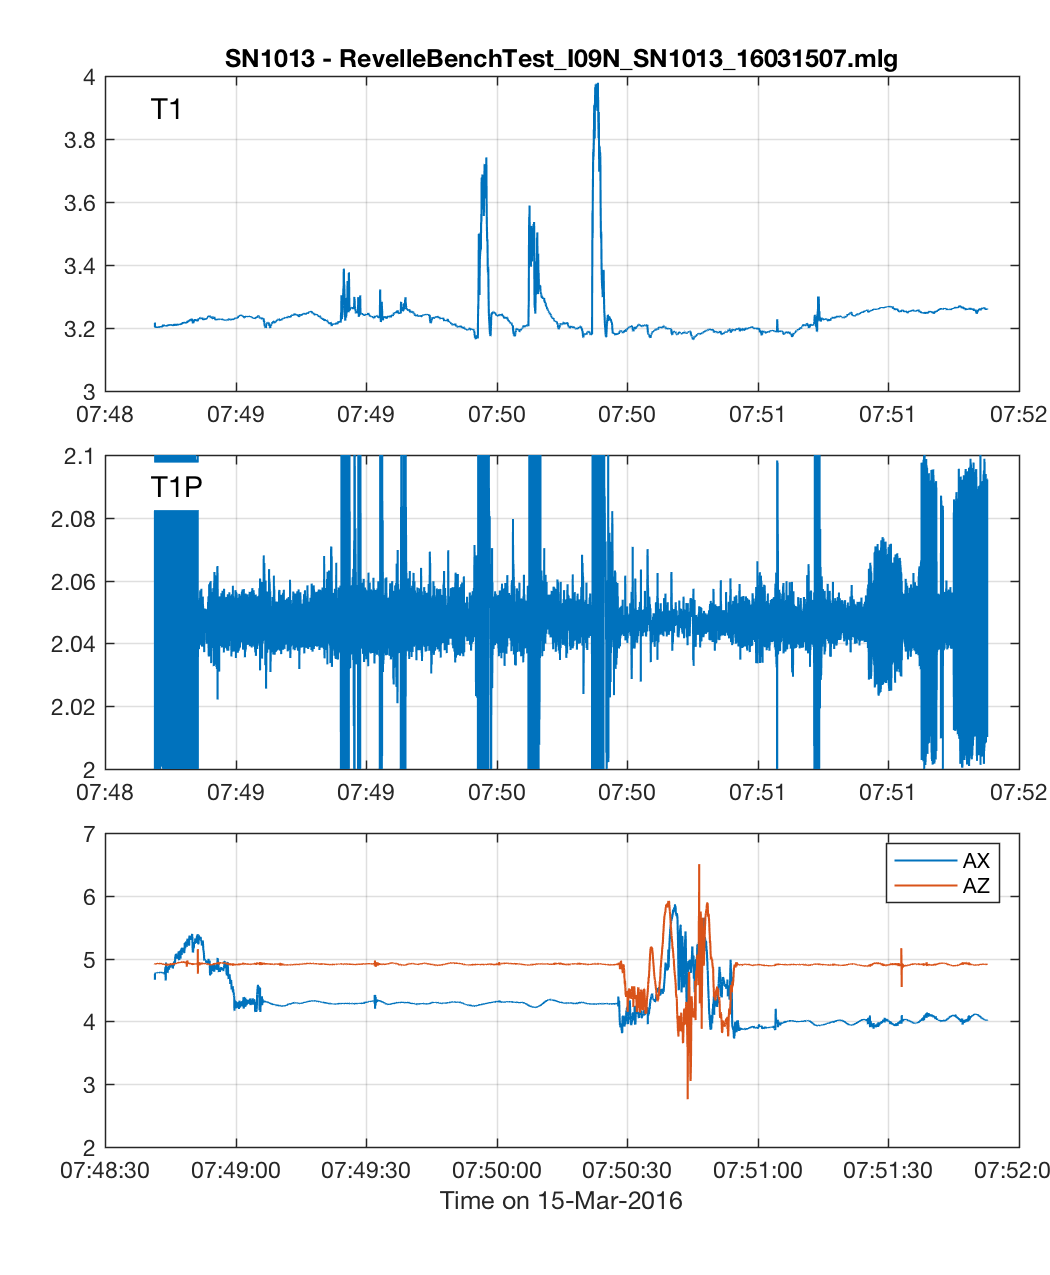 SN1013 - RevelleBenchTest_I09N_SN1013_16031507.mlg
4
T1
3.8
3.6
3.4
3.2
3
07:48 07:49 07:49 07:50 07:50 07:51 07:51 07:52
2.1
T1P
2.08
2.06
2.04
2.02
2
07:48 07:49 07:49 07:50 07:50 07:51 07:51 07:52
7
AX
AZ
6
5
4
3
2
07:48:30 07:49:00 07:49:30 07:50:00 07:50:30 07:51:00 07:51:30 07:52:0
Time on 15-Mar-2016